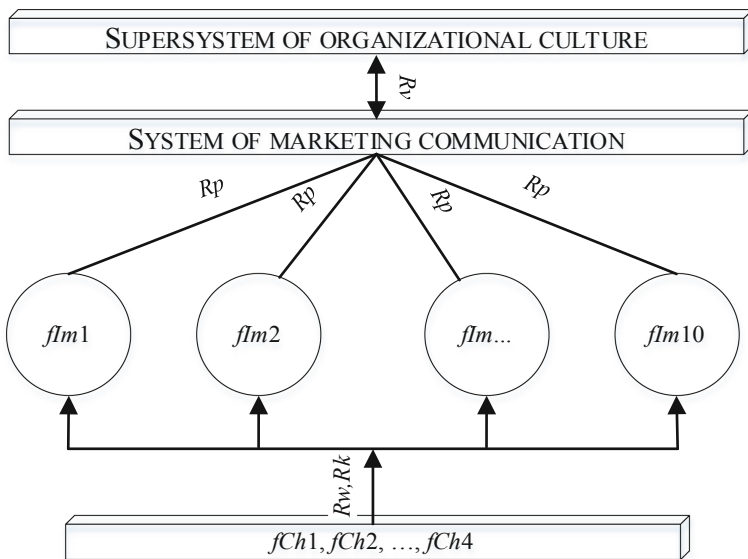 SUPERSYSTEM OF ORGANIZATIONAL CULTURE
Rv
SYSTEM OF MARKETING COMMUNICATION
Rp
Rp
Rp
Rp
fIm1
fIm2
fIm...
fIm10
Rw,Rk
fCh1, fCh2, …, fCh4